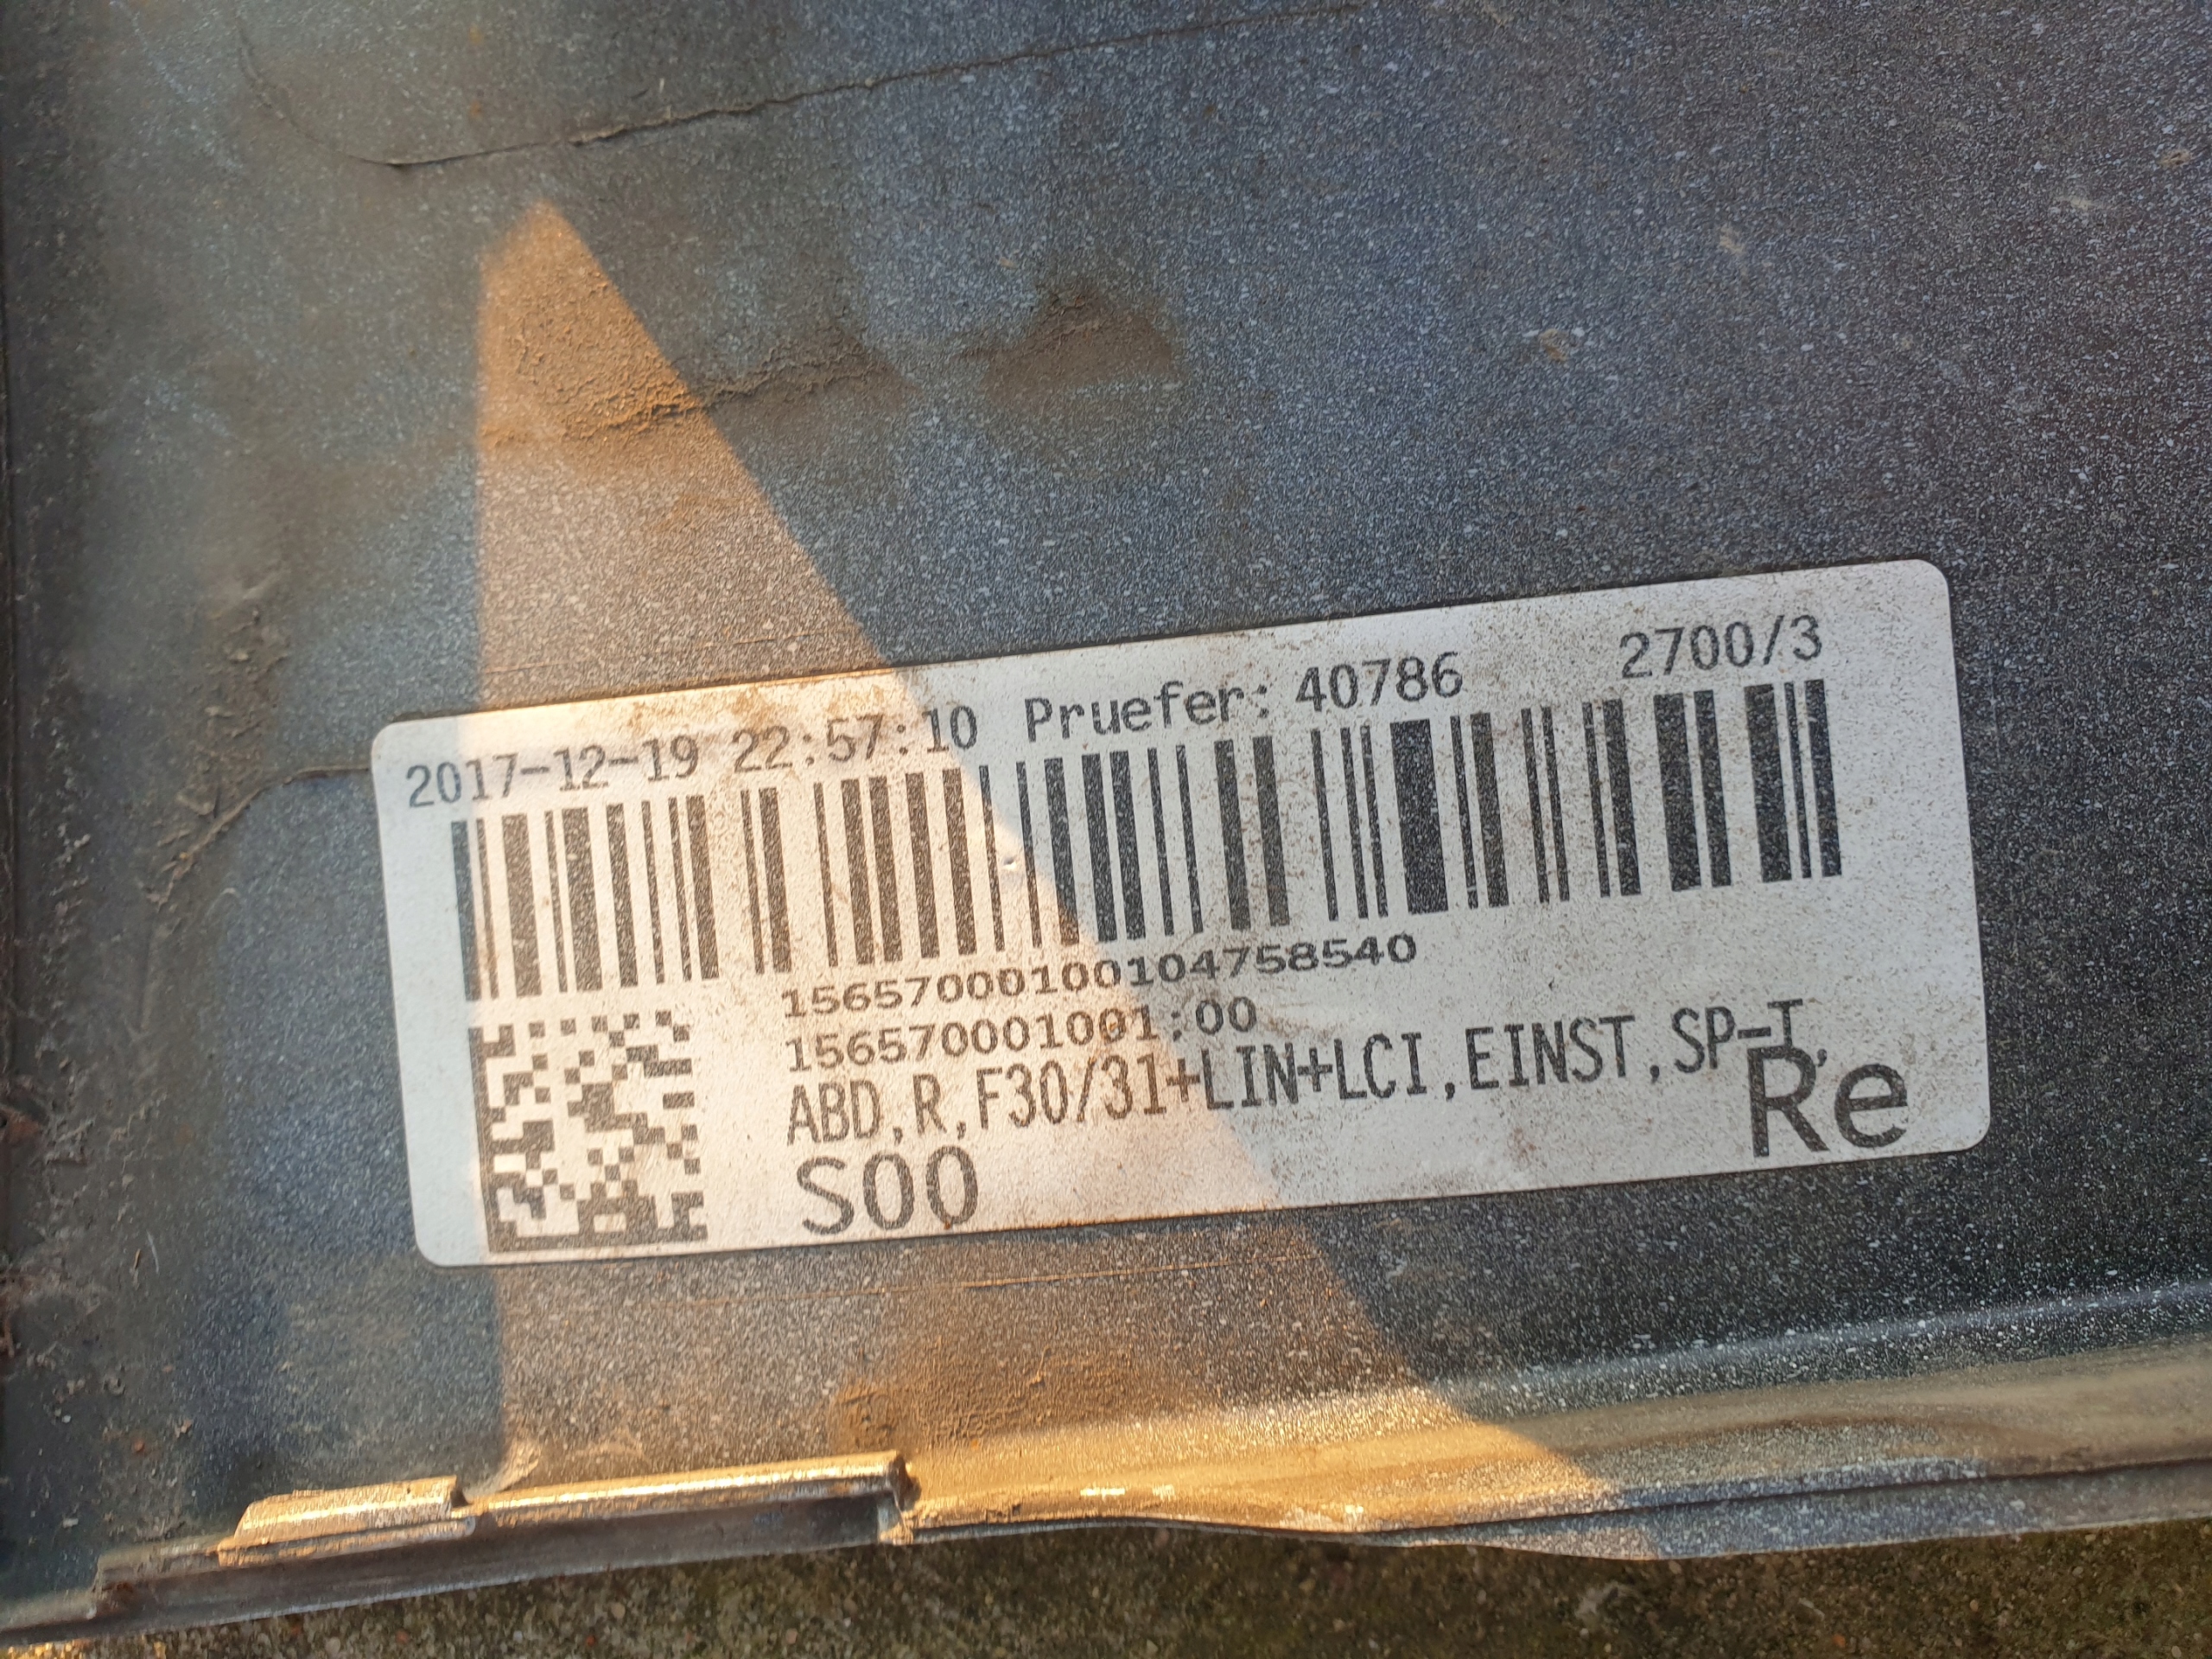 2017-12-19 22:57:10 Pruefer: 40786 2700/3
15657000100104758540
156570001001:00
ABD,R,F30/31+LIN+LCI,EINST,SP-T,
Re
S00